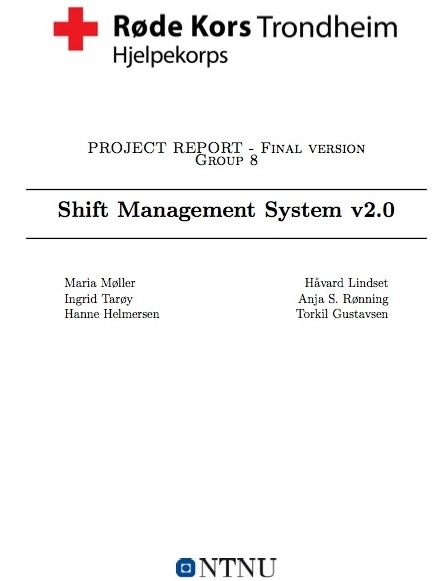 Røde Kors Trondheim
Hjelpekorps
PROJECT REPORT - Final version
Group 8
Shift Management System v2.0
Maria Møller
Håvard Lindset
Ingrid Tarøy
Anja S. Rønning
Hanne Helmersen
Torkil Gustavsen
NTNU